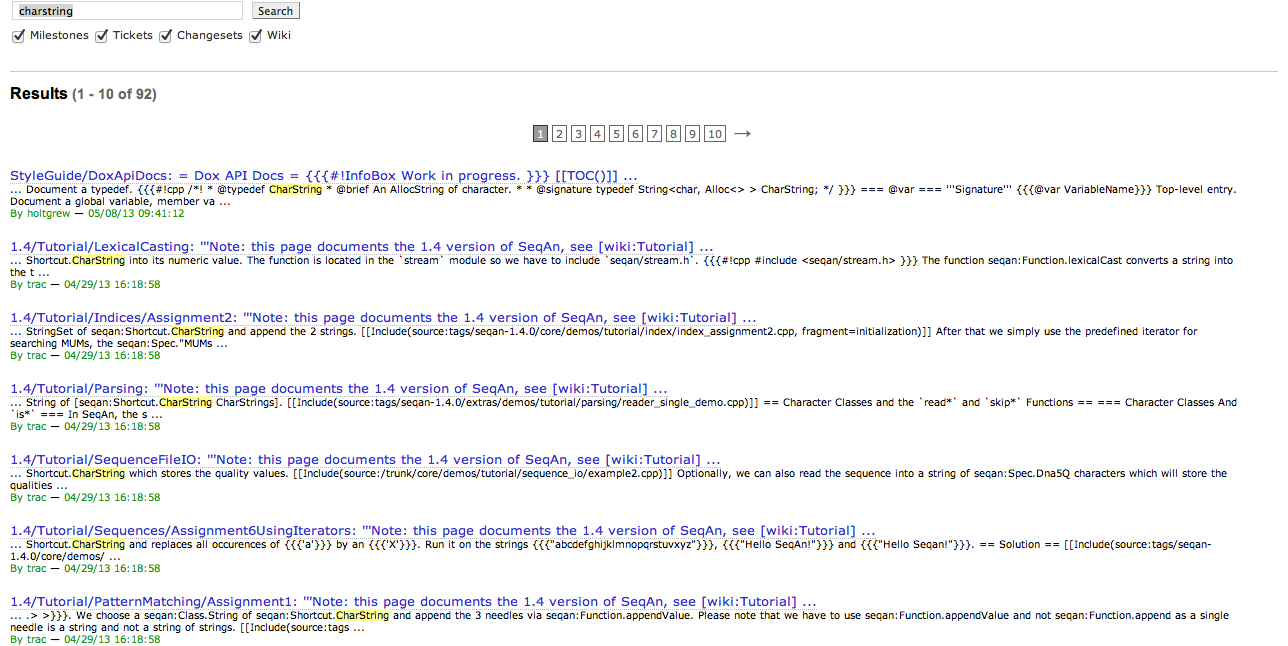 charstring Search
Milestones Tickets Changesets Wiki
Results (1 - 10 of 92)
1 2 3 4 5 6 7 8 9 10 →
StyleGuide/DoxApiDocs: = Dox API Docs = {{{#!InfoBox Work in progress. }}} [[TOC()]] ...
... Document a typedef. {{{#!cpp /*! * @typedef CharString * @brief An AllocString of character. * * @signature typedef String<char, Alloc<> > CharString; */ }}} === @var === '''Signature''' {{{@var VariableName}}} Top-level entry.
Document a global variable, member va ...
By holtgrew — 05/08/13 09:41:12
1.4/Tutorial/LexicalCasting: '''Note: this page documents the 1.4 version of SeqAn, see [wiki:Tutorial] ...
... Shortcut.CharString into its numeric value. The function is located in the `stream` module so we have to include `seqan/stream.h`. {{{#!cpp #include <seqan/stream.h> }}} The function seqan:Function.lexicalCast converts a string into
the t ...
By trac — 04/29/13 16:18:58
1.4/Tutorial/Indices/Assignment2: '''Note: this page documents the 1.4 version of SeqAn, see [wiki:Tutorial] ...
... StringSet of seqan:Shortcut.CharString and append the 2 strings. [[Include(source:tags/seqan-1.4.0/core/demos/tutorial/index/index_assignment2.cpp, fragment=initialization)]] After that we simply use the predefined iterator for
searching MUMs, the seqan:Spec."MUMs ...
By trac — 04/29/13 16:18:58
1.4/Tutorial/Parsing: '''Note: this page documents the 1.4 version of SeqAn, see [wiki:Tutorial] ...
... String of [seqan:Shortcut.CharString CharStrings]. [[Include(source:tags/seqan-1.4.0/extras/demos/tutorial/parsing/reader_single_demo.cpp)]] == Character Classes and the `read*` and `skip*` Functions == === Character Classes And
`is*` === In SeqAn, the s ...
By trac — 04/29/13 16:18:58
1.4/Tutorial/SequenceFileIO: '''Note: this page documents the 1.4 version of SeqAn, see [wiki:Tutorial] ...
... Shortcut.CharString which stores the quality values. [[Include(source:/trunk/core/demos/tutorial/sequence_io/example2.cpp)]] Optionally, we can also read the sequence into a string of seqan:Spec.Dna5Q characters which will store the
qualities ...
By trac — 04/29/13 16:18:58
1.4/Tutorial/Sequences/Assignment6UsingIterators: '''Note: this page documents the 1.4 version of SeqAn, see [wiki:Tutorial] ...
... Shortcut.CharString and replaces all occurences of {{{'a'}}} by an {{{'X'}}}. Run it on the strings {{{"abcdefghijklmnopqrstuvxyz"}}}, {{{"Hello SeqAn!"}}} and {{{"Hello Seqan!"}}}. == Solution == [[Include(source:tags/seqan-
1.4.0/core/demos/ ...
By trac — 04/29/13 16:18:58
1.4/Tutorial/PatternMatching/Assignment1: '''Note: this page documents the 1.4 version of SeqAn, see [wiki:Tutorial] ...
... .> >}}}. We choose a seqan:Class.String of seqan:Shortcut.CharString and append the 3 needles via seqan:Function.appendValue. Please note that we have to use seqan:Function.appendValue and not seqan:Function.append as a single
needle is a string and not a string of strings. [[Include(source:tags ...
By trac — 04/29/13 16:18:58